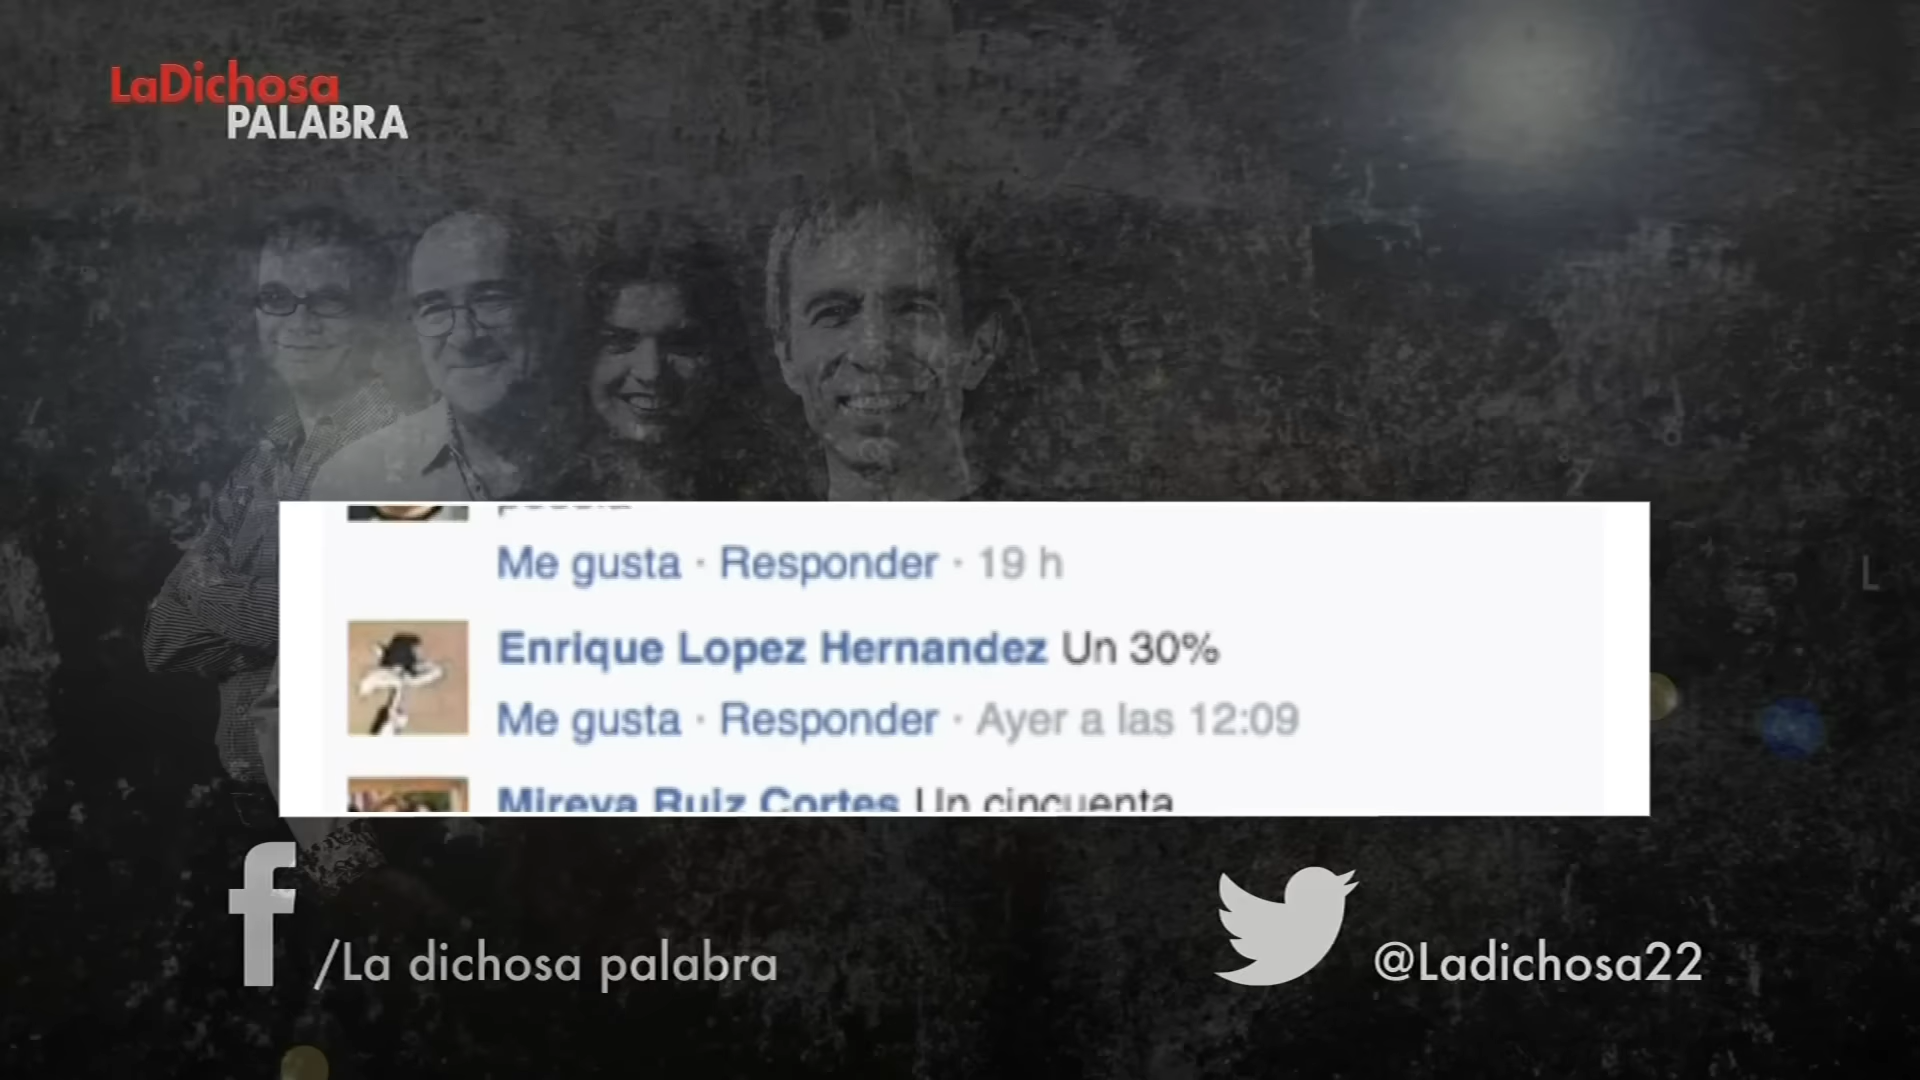 LaDichosa
PALABRA
Me gusta · Responder · 19 h
Enrique Lopez Hernandez Un 30%
Me gusta · Responder · Ayer a las 12:09
Mireya Ruiz Cortes Un cincuenta
/La dichosa palabra
@Ladichosa22